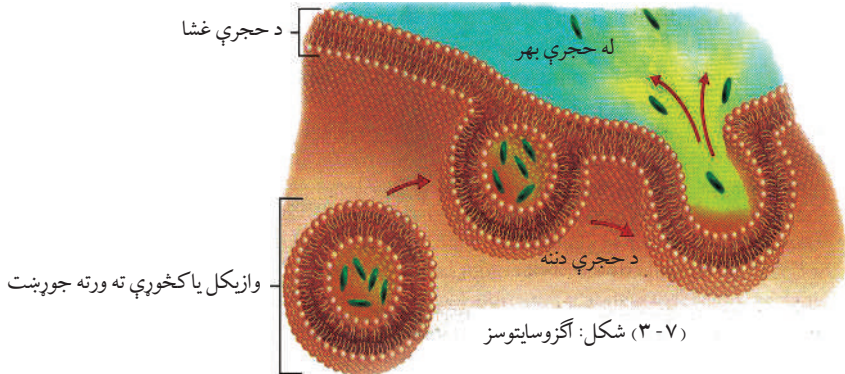 د حجرې غشا
له حجرې بهر
د حجرې دننه
وازیکل یا کڅوړې ته ورته جوړښت
(۷-۳) شکل: اګزوسایتوسز